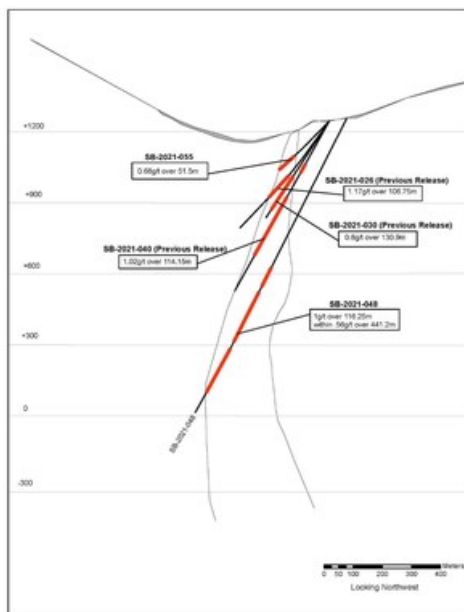 +1200
SB-2021-055
0.68g/t over 51.5m
SB-2021-026 (Previous Release)
1.17g/t over 106.75m
+900
SB-2021-030 (Previous Release)
0.6g/t over 130.9m
SB-2021-040 (Previous Release)
1.02g/t over 114.15m
+600
SB-2021-048
1g/t over 116.25m
within .56g/t over 441.2m
+300
0
SB-2021-048
-300
Meters
0 50 100 200 300 400
Looking Northwest